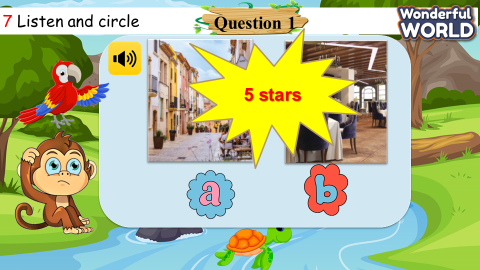 7 Listen and circle
Question 1
Wonderful
WORLD
5 stars
a
b